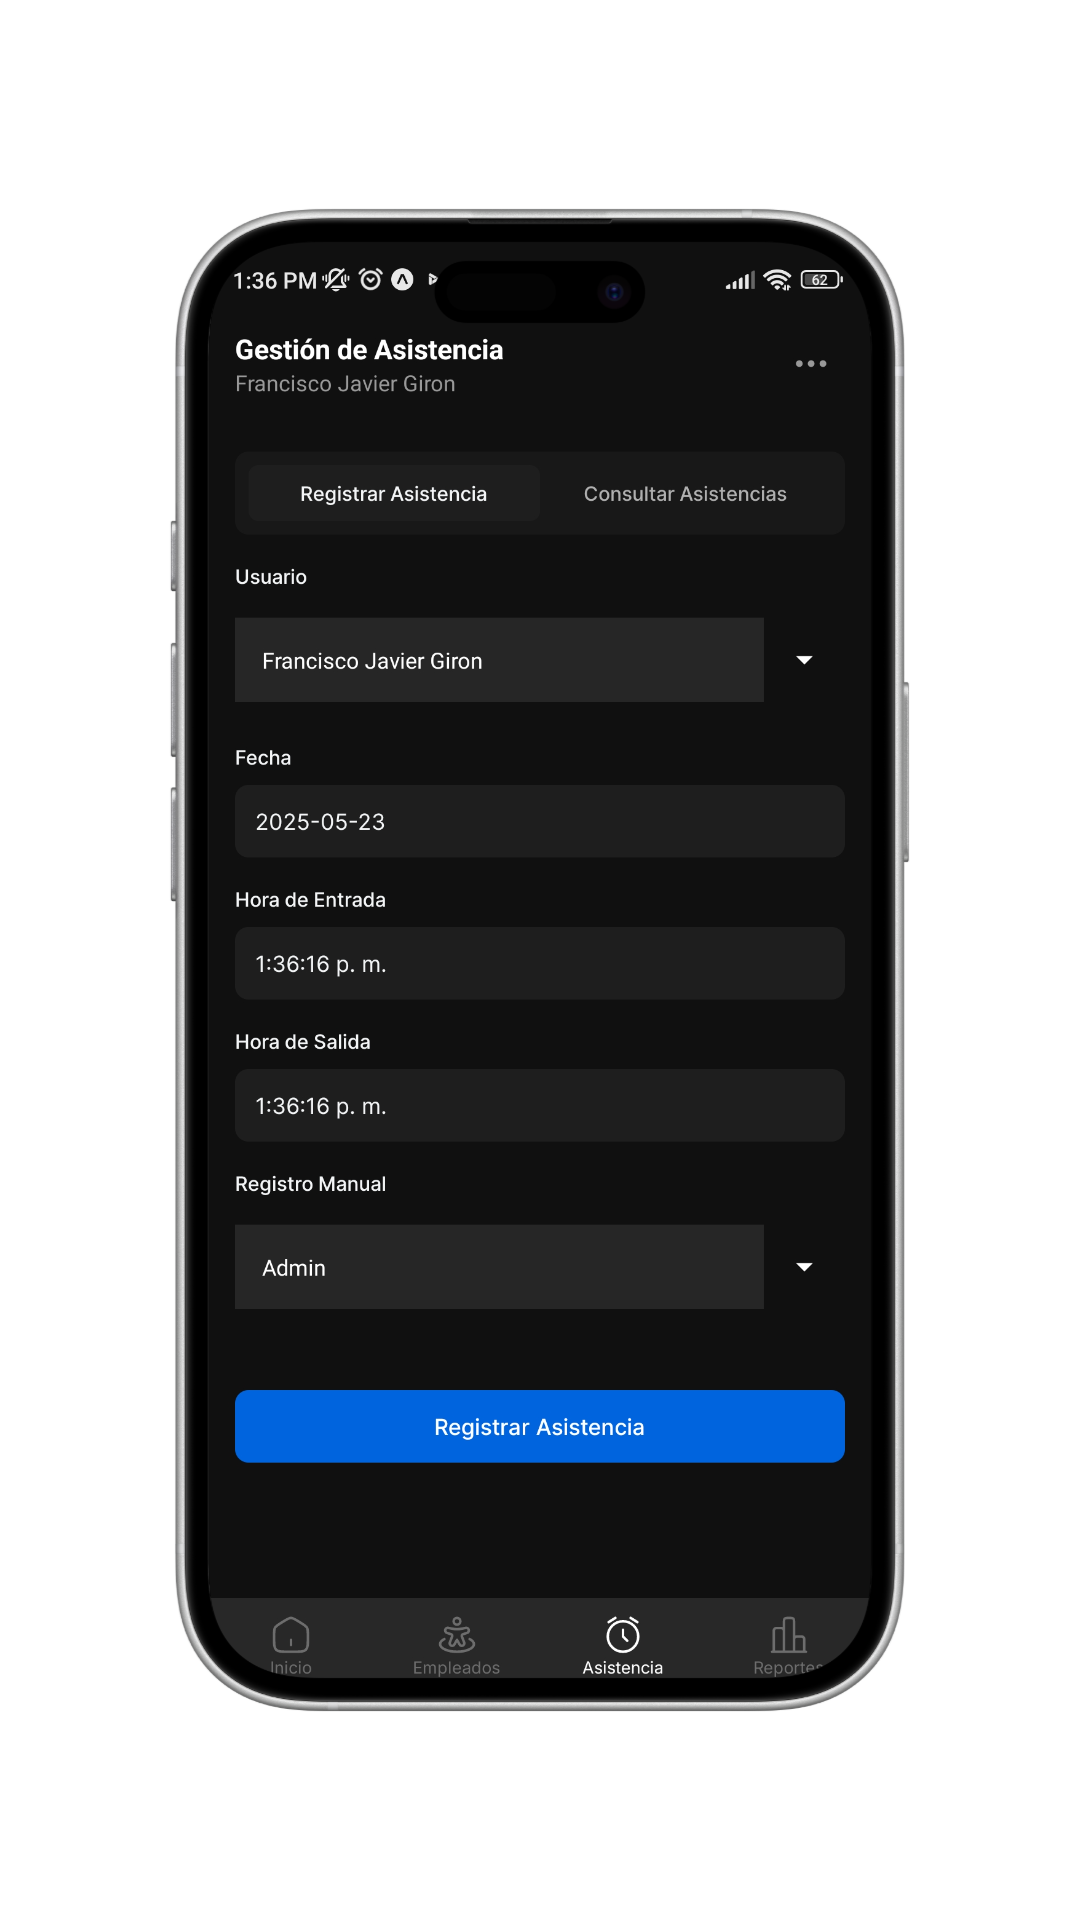 1:36 PM
62
Gestión de Asistencia
Francisco Javier Giron
Registrar Asistencia
Consultar Asistencias
Usuario
Francisco Javier Giron
Fecha
2025-05-23
Hora de Entrada
1:36:16 p. m.
Hora de Salida
1:36:16 p. m.
Registro Manual
Admin
Registrar Asistencia
Inicio
Empleados
Asistencia
Reportes